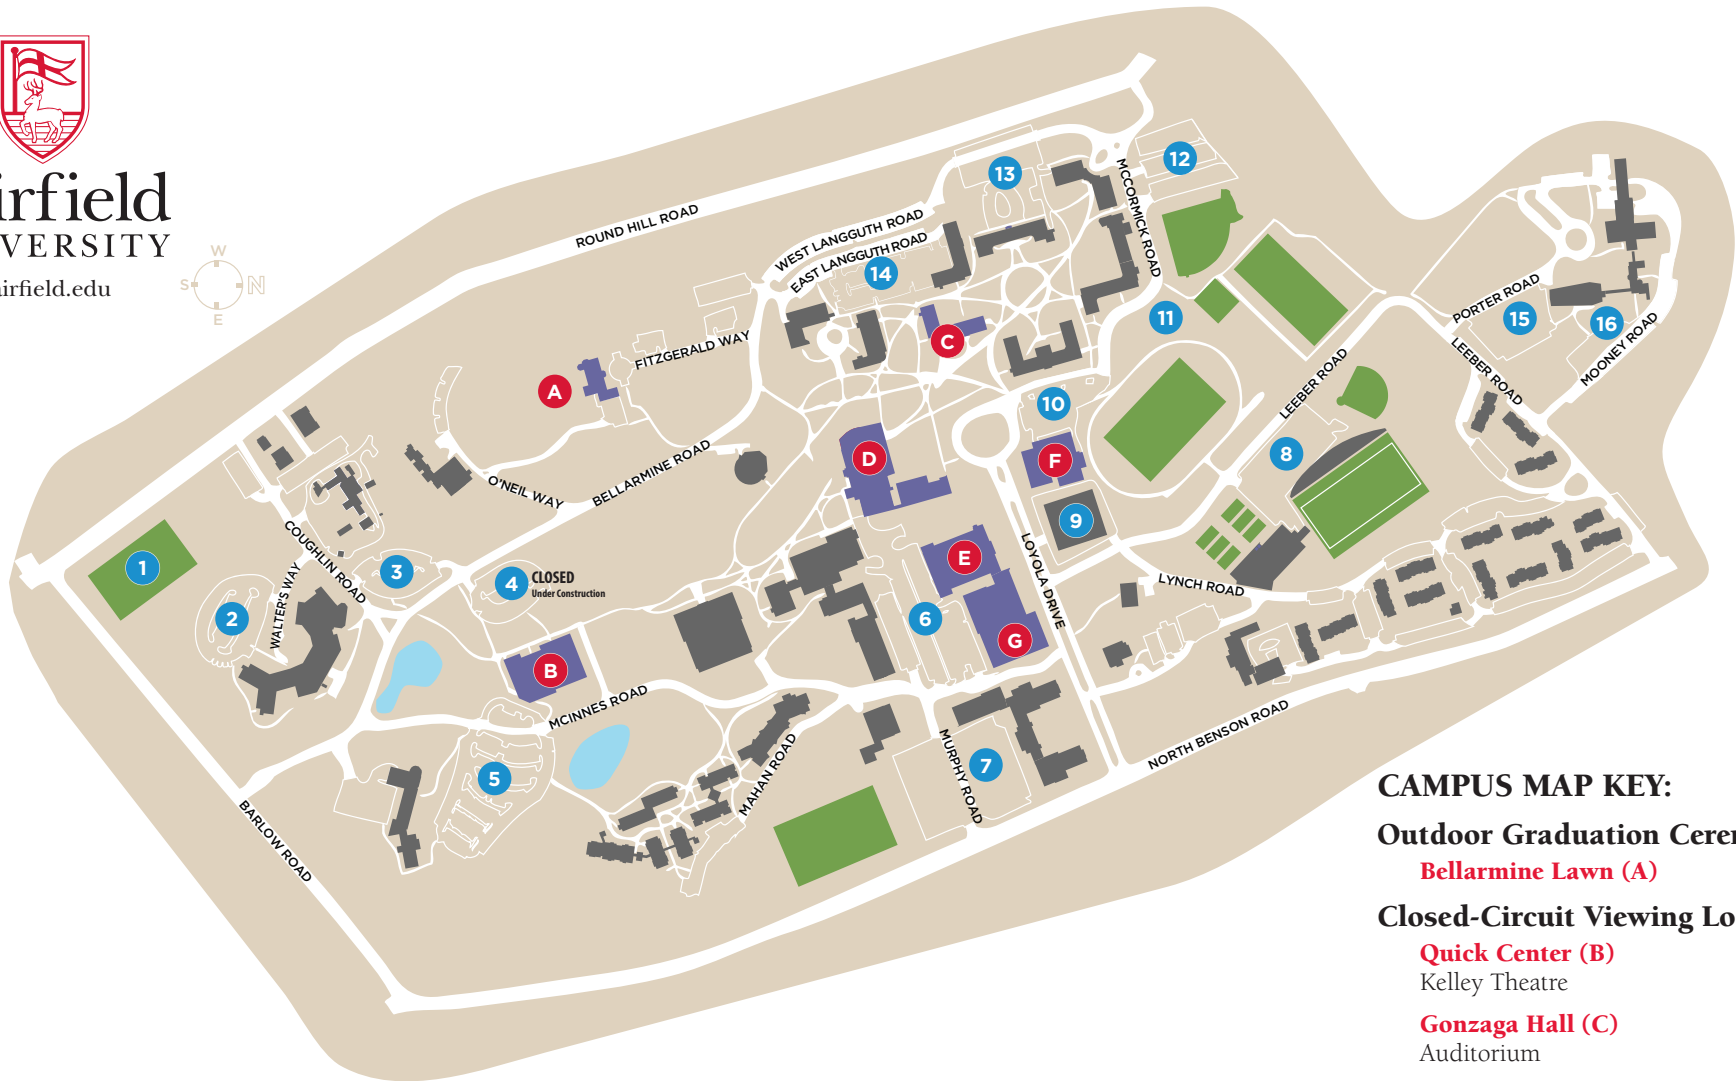 irfield
VERSITY
airfield.edu
W
S
N
E
ROUND HILL ROAD
WEST LANGGUTH ROAD
EAST LANGGUTH ROAD
MCCORMICK ROAD
FITZGERALD WAY
O'NEIL WAY
BELLARMINE ROAD
COUGHLIN ROAD
WALTER'S WAY
BARLOW ROAD
MCINNES ROAD
MAHAN ROAD
MURPHY ROAD
LOYOLA DRIVE
LYNCH ROAD
NORTH BENSON ROAD
LEEBER ROAD
LEEBER ROAD
PORTER ROAD
MOONEY ROAD
1
2
3
4
CLOSED
Under Construction
5
6
7
8
9
10
11
12
13
14
15
16
A
B
C
D
E
F
G
CAMPUS MAP KEY:
Outdoor Graduation Cerem
Bellarmine Lawn (A)
Closed-Circuit Viewing Lo
Quick Center (B)
Kelley Theatre
Gonzaga Hall (C)
Auditorium